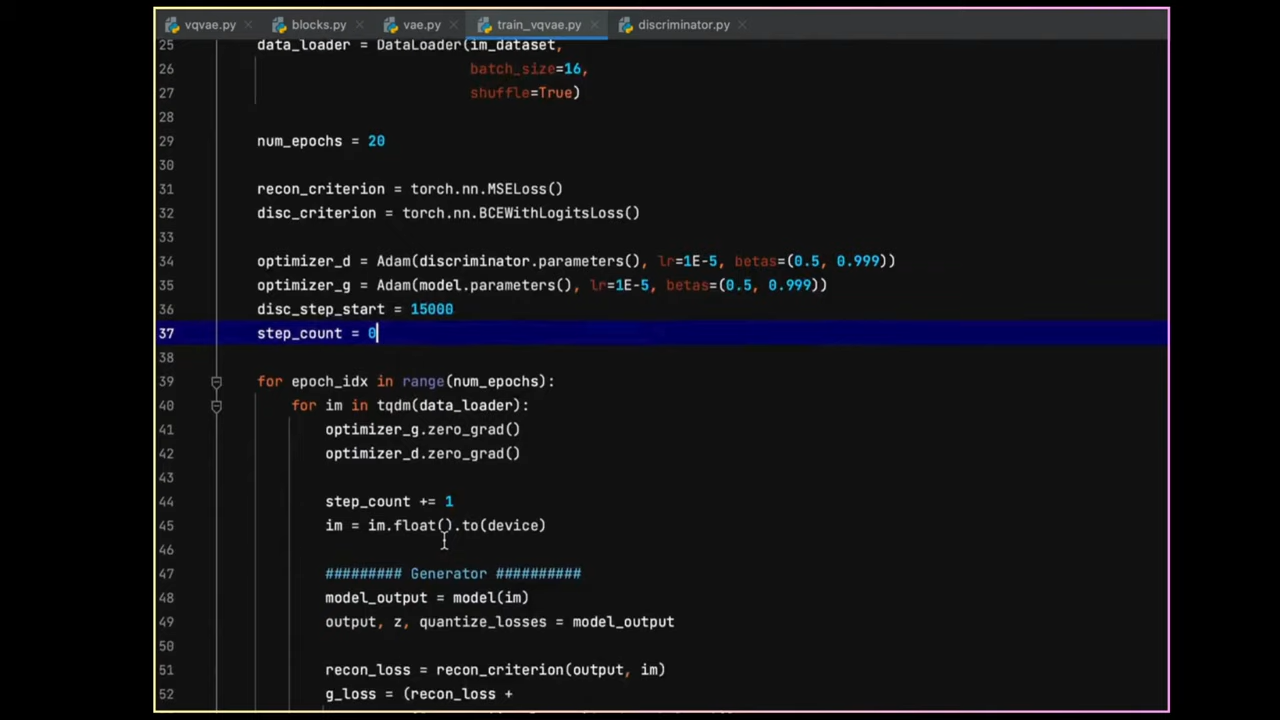 vqvae.py blocks.py vae.py train_vqvae.py discriminator.py
25 data_loader = DataLoader(im_dataset,
26 batch_size=16,
27 shuffle=True)
28
29 num_epochs = 20
30
31 recon_criterion = torch.nn.MSELoss()
32 disc_criterion = torch.nn.BCEWithLogitsLoss()
33
34 optimizer_d = Adam(discriminator.parameters(), lr=1E-5, betas=(0.5, 0.999))
35 optimizer_g = Adam(model.parameters(), lr=1E-5, betas=(0.5, 0.999))
36 disc_step_start = 15000
37 step_count = 0
38
39 for epoch_idx in range(num_epochs):
40 for im in tqdm(data_loader):
41 optimizer_g.zero_grad()
42 optimizer_d.zero_grad()
43
44 step_count += 1
45 im = im.float().to(device)
46
47 ######### Generator ##########
48 model_output = model(im)
49 output, z, quantize_losses = model_output
50
51 recon_loss = recon_criterion(output, im)
52 g_loss = (recon_loss +